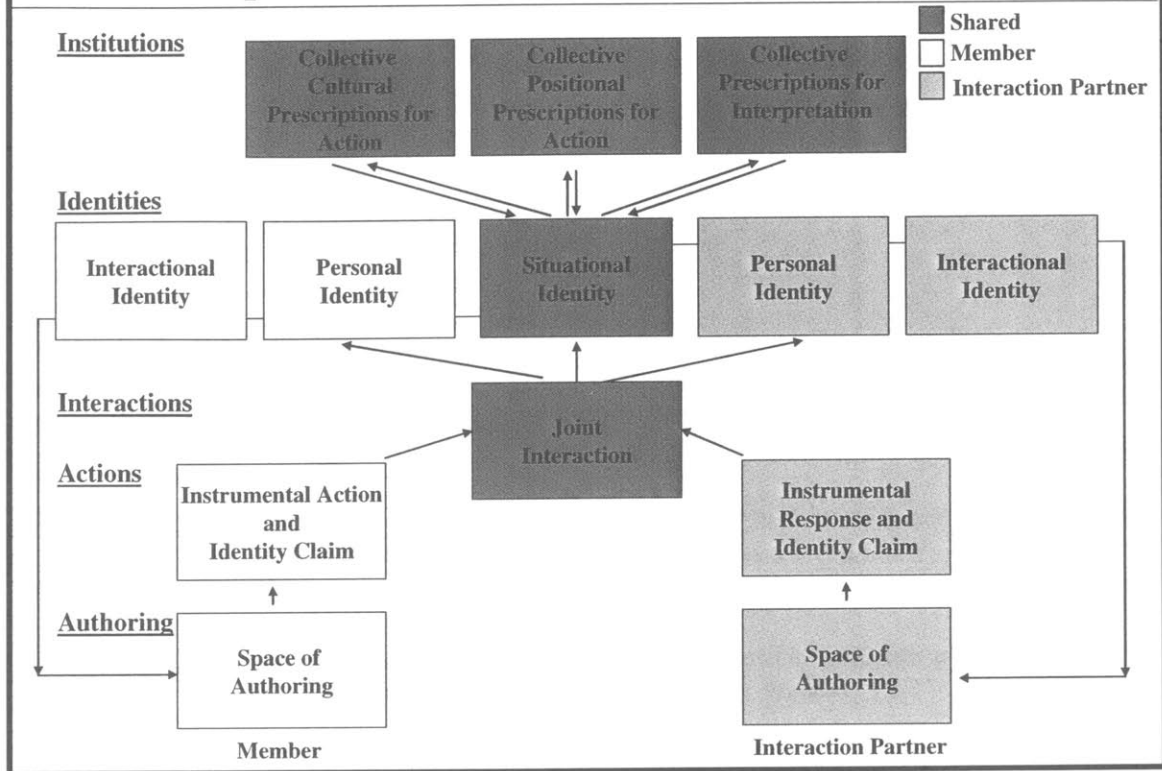 Institutions
Collective
Cultural
Prescriptions for
Action
Collective
Positional
Prescriptions for
Action
Collective
Prescriptions for
Interpretation
Shared
Member
Interaction Partner
Identities
Interactional
Identity
Personal
Identity
Situational
Identity
Personal
Identity
Interactional
Identity
Interactions
Joint
Interaction
Actions
Instrumental Action
and
Identity Claim
Instrumental
Response and
Identity Claim
Authoring
Space of
Authoring
Space of
Authoring
Member
Interaction Partner